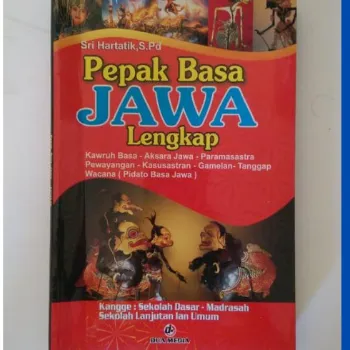 Sri Hartatik,S.Pd
Pepak Basa
JAWA
Lengkap
Kawruh Basa - Aksara Jawa - Paramasastra
Pewayangan - Kasusastran - Gamelan- Tanggap
Wacana ( Pidato Basa Jawa )
Kangge : Sekolah Dasar - Madrasah
Sekolah Lanjutan lan Umum
MEDIA